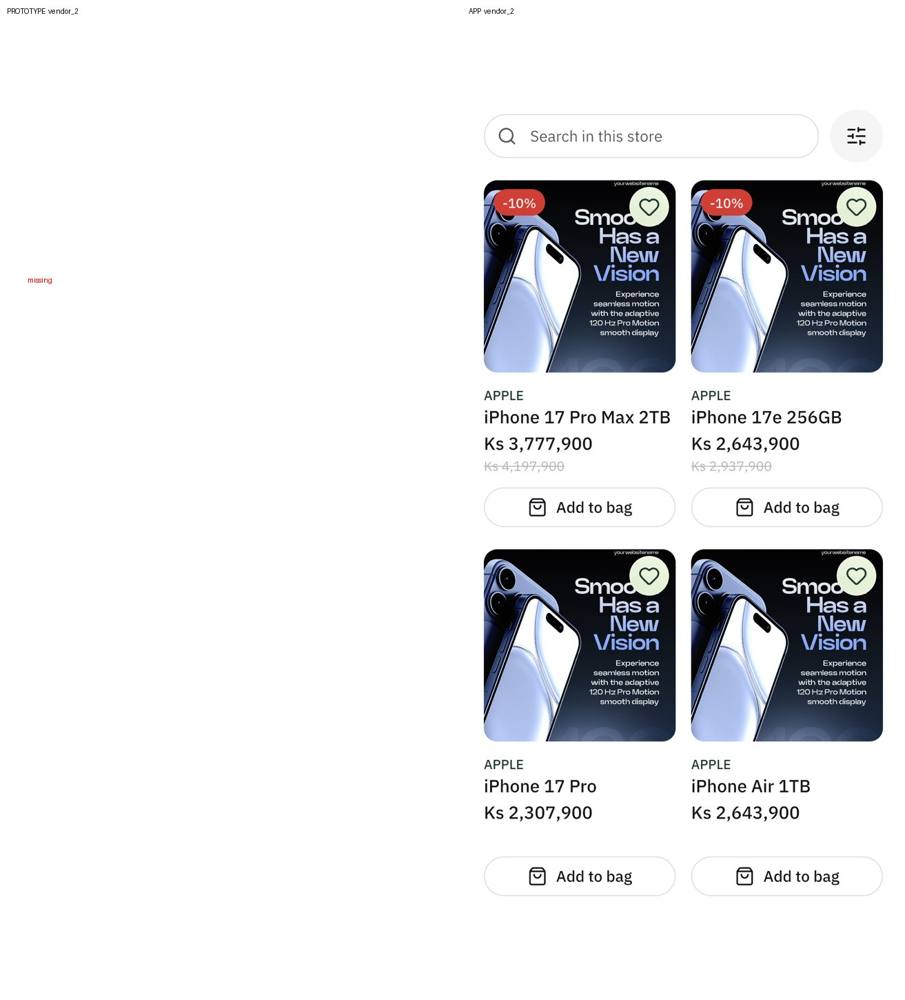 PROTOTYPE vendor_2
APP vendor_2
missing
Search in this store
yourwebsitename
-10%
Smoo
Has a
New
Vision
Experience
seamless motion
with the adaptive
120 Hz Pro Motion
smooth display
APPLE
iPhone 17 Pro Max 2TB
Ks 3,777,900
Ks 4,197,900
Add to bag
yourwebsitename
-10%
Smoo
Has a
New
Vision
Experience
seamless motion
with the adaptive
120 Hz Pro Motion
smooth display
APPLE
iPhone 17e 256GB
Ks 2,643,900
Ks 2,937,900
Add to bag
yourwebsitename
Smoo
Has a
New
Vision
Experience
seamless motion
with the adaptive
120 Hz Pro Motion
smooth display
APPLE
iPhone 17 Pro
Ks 2,307,900
Add to bag
yourwebsitename
Smoo
Has a
New
Vision
Experience
seamless motion
with the adaptive
120 Hz Pro Motion
smooth display
APPLE
iPhone Air 1TB
Ks 2,643,900
Add to bag